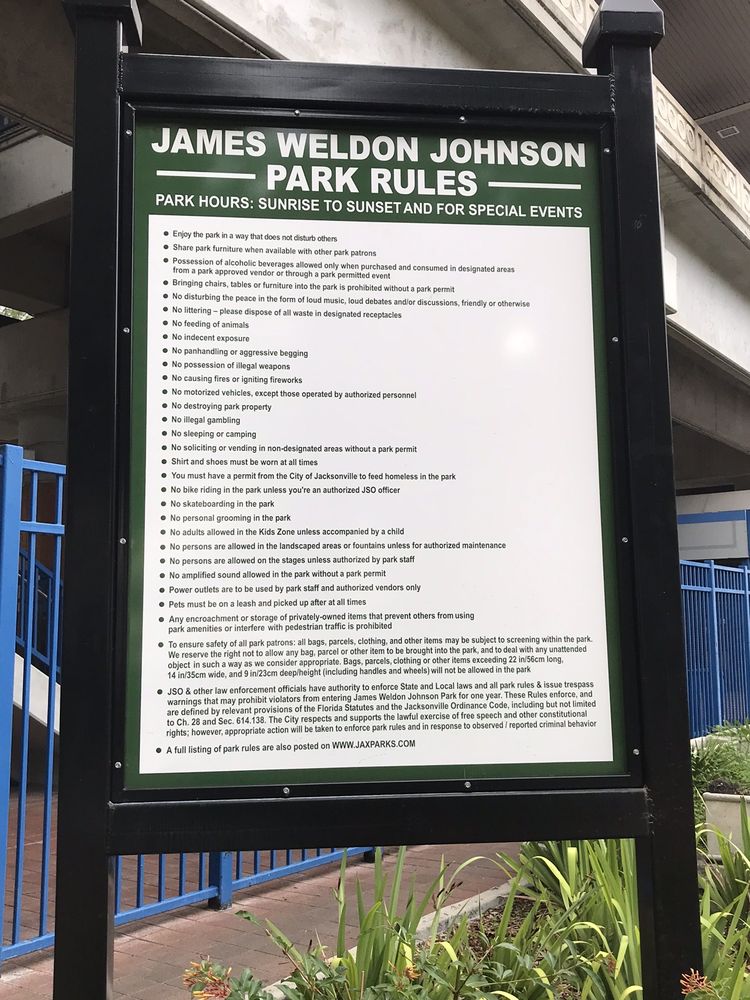 JAMES WELDON JOHNSON
PARK RULES
PARK HOURS: SUNRISE TO SUNSET AND FOR SPECIAL EVENTS
● Enjoy the park in a way that does not disturb others
● Share park furniture when available with other park patrons
● Possession of alcoholic beverages allowed only when purchased and consumed in designated areas
from a park approved vendor or through a park permitted event
● Bringing chairs, tables or furniture into the park is prohibited without a park permit
● No disturbing the peace in the form of loud music, loud debates and/or discussions, friendly or otherwise
● No littering – please dispose of all waste in designated receptacles
● No feeding of animals
● No indecent exposure
● No panhandling or aggressive begging
● No possession of illegal weapons
● No causing fires or igniting fireworks
● No motorized vehicles, except those operated by authorized personnel
● No destroying park property
● No illegal gambling
● No sleeping or camping
● No soliciting or vending in non-designated areas without a park permit
● Shirt and shoes must be worn at all times
● You must have a permit from the City of Jacksonville to feed homeless in the park
● No bike riding in the park unless you're an authorized JSO officer
● No skateboarding in the park
● No personal grooming in the park
● No adults allowed in the Kids Zone unless accompanied by a child
● No persons are allowed in the landscaped areas or fountains unless for authorized maintenance
● No persons are allowed on the stages unless authorized by park staff
● No amplified sound allowed in the park without a park permit
● Power outlets are to be used by park staff and authorized vendors only
● Pets must be on a leash and picked up after at all times
● Any encroachment or storage of privately-owned items that prevent others from using
park amenities or interfere with pedestrian traffic is prohibited
● To ensure safety of all park patrons: all bags, parcels, clothing, and other items may be subject to screening within the park.
We reserve the right not to allow any bag, parcel or other item to be brought into the park, and to deal with any unattended
object in such a way as we consider appropriate. Bags, parcels, clothing or other items exceeding 22 in/56cm long,
14 in/35cm wide, and 9 in/23cm deep/height (including handles and wheels) will not be allowed in the park
● JSO & other law enforcement officials have authority to enforce State and Local laws and all park rules & issue trespass
warnings that may prohibit violators from entering James Weldon Johnson Park for one year. These Rules enforce, and
are defined by relevant provisions of the Florida Statutes and the Jacksonville Ordinance Code, including but not limited
to Ch. 28 and Sec. 614.138. The City respects and supports the lawful exercise of free speech and other constitutional
rights; however, appropriate action will be taken to enforce park rules and in response to observed / reported criminal behavior
● A full listing of park rules are also posted on WWW.JAXPARKS.COM